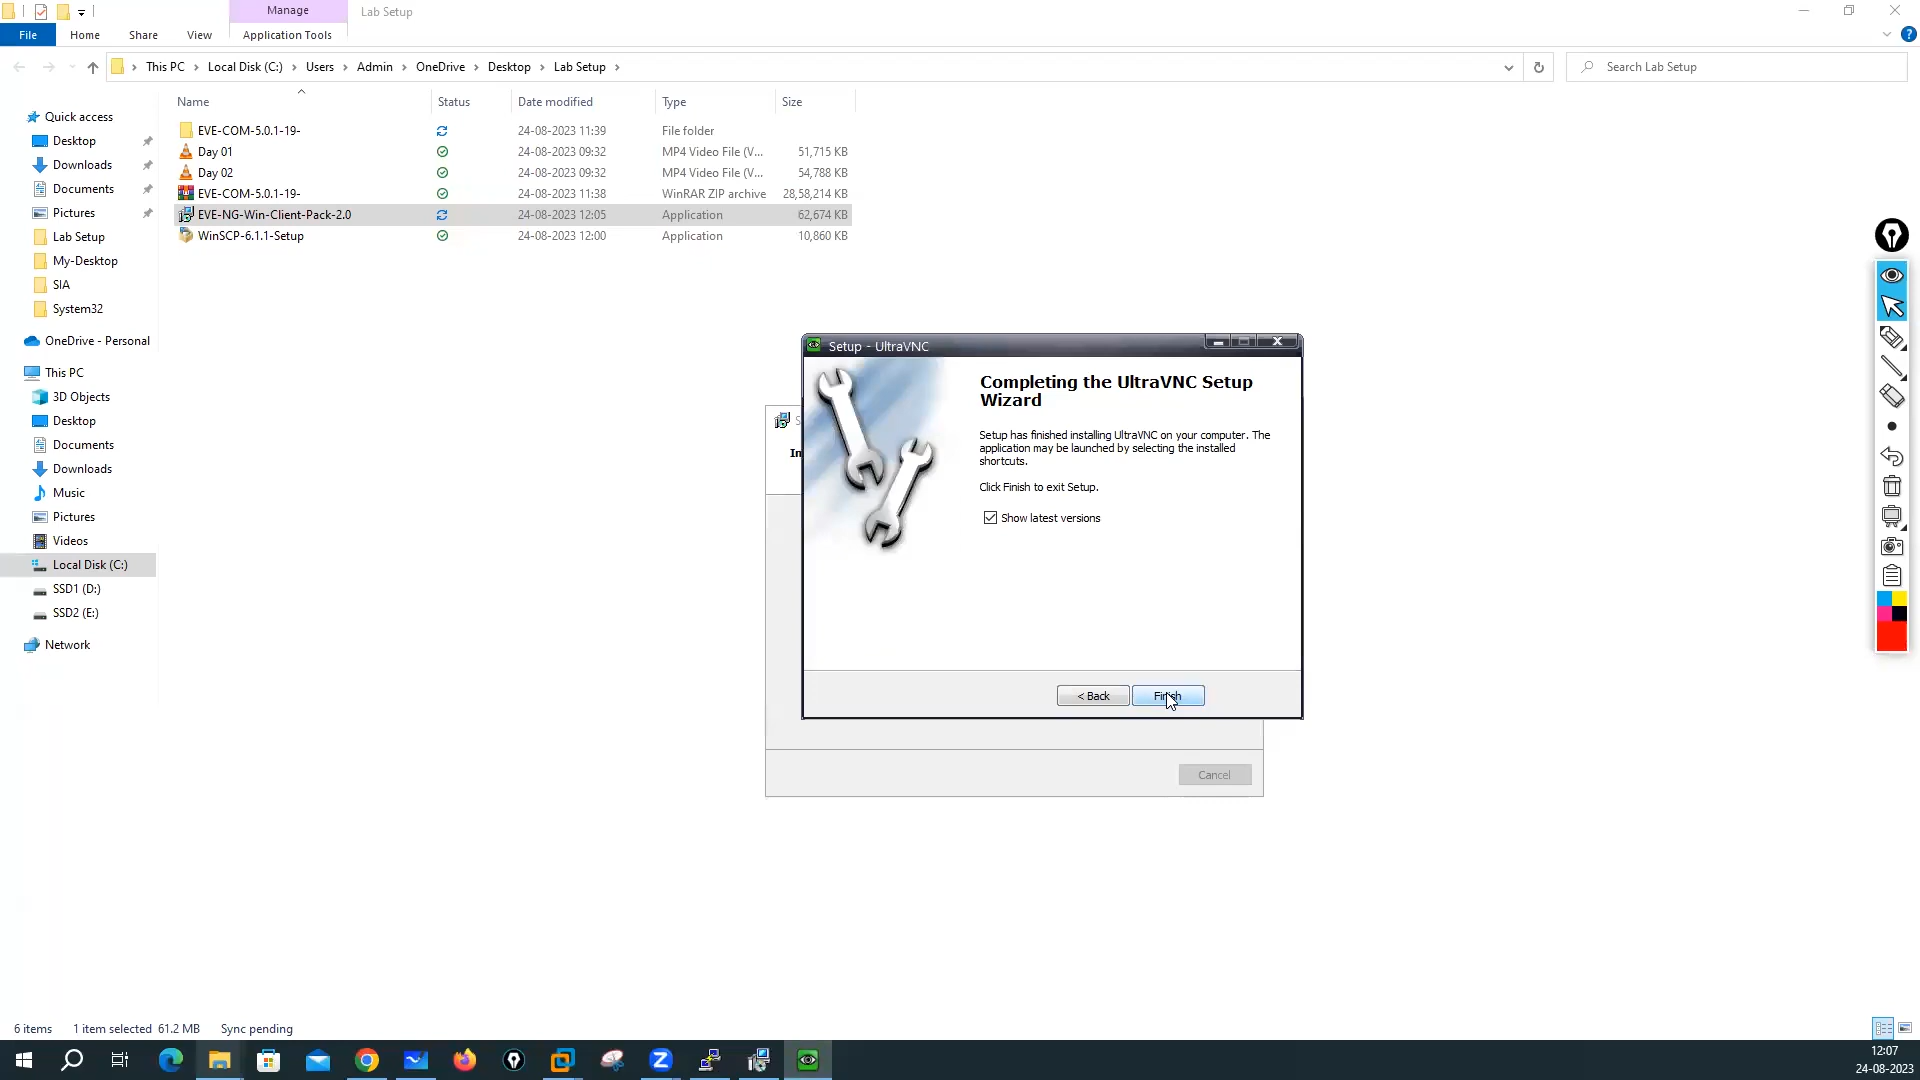 Manage
Lab Setup
File
Home
Share
View
Application Tools
?
This PC
Local Disk (C:)
Users
Admin
OneDrive
Desktop
Lab Setup
Search Lab Setup
Name
Status
Date modified
Type
Size
EVE-COM-5.0.1-19-
24-08-2023 11:39
File folder
Day 01
24-08-2023 09:32
MP4 Video File (V...
51,715 KB
Day 02
24-08-2023 09:32
MP4 Video File (V...
54,788 KB
EVE-COM-5.0.1-19-
24-08-2023 11:38
WinRAR ZIP archive
28,58,214 KB
EVE-NG-Win-Client-Pack-2.0
24-08-2023 12:05
Application
62,674 KB
WinSCP-6.1.1-Setup
24-08-2023 12:00
Application
10,860 KB
Quick access
Desktop
Downloads
Documents
Pictures
Lab Setup
My-Desktop
SIA
System32
OneDrive - Personal
This PC
3D Objects
Desktop
Documents
Downloads
Music
Pictures
Videos
Local Disk (C:)
SSD1 (D:)
SSD2 (E:)
Network
Setup - UltraVNC
Completing the UltraVNC Setup
Wizard
Setup has finished installing UltraVNC on your computer. The
application may be launched by selecting the installed
shortcuts.
Click Finish to exit Setup.
Show latest versions
< Back
Finish
Cancel
6 items
1 item selected 61.2 MB
Sync pending
12:07
24-08-2023